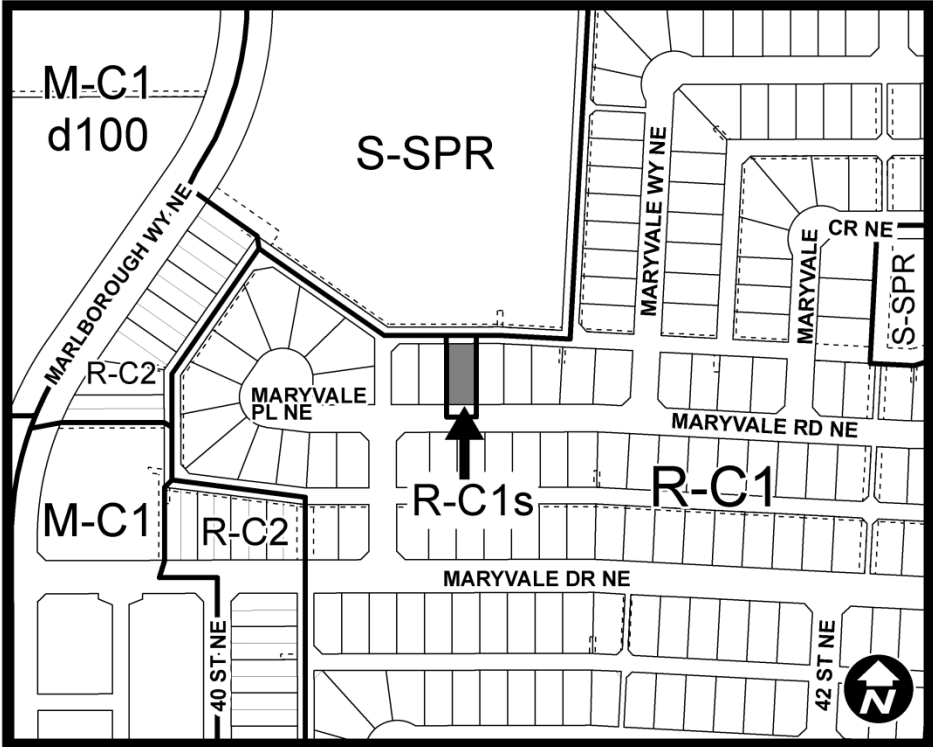 M-C1
d100
S-SPR
MARLBOROUGH WY NE
MARYVALE WY NE
MARYVALE
CR NE
S-SPR
R-C2
MARYVALE
PL NE
MARYVALE RD NE
R-C1s
R-C1
M-C1
R-C2
MARYVALE DR NE
40 ST NE
42 ST NE
N